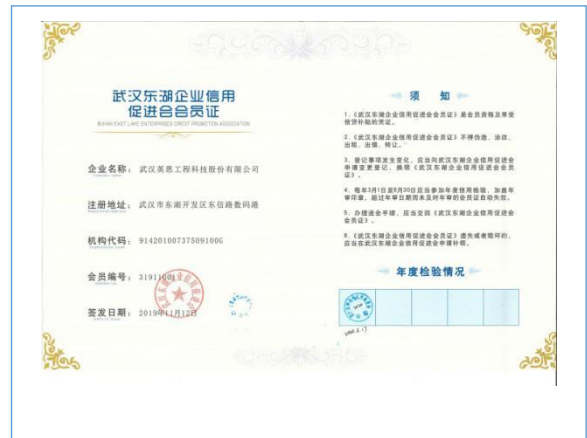 武汉东湖企业信用
促进会会员证
WUHAN EAST LAKE ENTERPRISES CREDIT PROMOTION ASSOCIATION
企业名称：武汉英恩工程科技股份有限公司
注册地址：武汉市东湖开发区东信路数码港
机构代码：91420100737509100G
会员编号：31911001
签发日期：2019年11月12日
须 知
1.《武汉东湖企业信用促进会会员证》是会员资格及享受
信贷补贴的凭证。
2.《武汉东湖企业信用促进会会员证》不得伪造、涂改、
出租、出借、转让。
3. 登记事项发生变化，应当向武汉东湖企业信用促进会
申请变更登记，换领《武汉东湖企业信用促进会会员
证》。
4. 每年3月1日至9月30日应当参加年度信用检验，加盖年
审印章，超过年审日期而未及时年审的会员证自动失效。
5. 办理退会手续，应当交回《武汉东湖企业信用促进会
会员证》。
6.《武汉东湖企业信用促进会会员证》遗失或者毁坏的，
应当在武汉东湖企业信用促进会申请补领。
年度检验情况